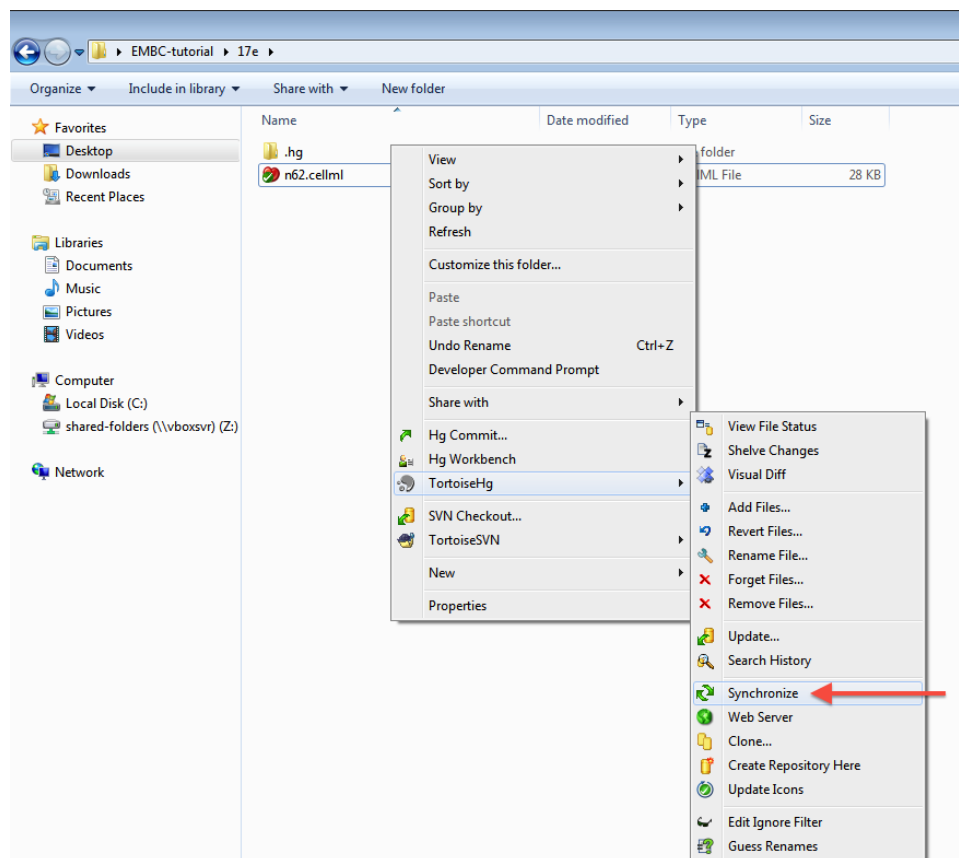 EMBC-tutorial 17e
Organize Include in library Share with New folder
Name Date modified Type Size
Favorites
Desktop
Downloads
Recent Places
Libraries
Documents
Music
Pictures
Videos
Computer
Local Disk (C:)
shared-folders (\\vboxsvr) (Z:)
Network
.hg folder
n62.cellml ML File 28 KB
View
Sort by
Group by
Refresh
Customize this folder...
Paste
Paste shortcut
Undo Rename Ctrl+Z
Developer Command Prompt
Share with
Hg Commit...
Hg Workbench
TortoiseHg
SVN Checkout...
TortoiseSVN
New
Properties
View File Status
Shelve Changes
Visual Diff
Add Files...
Revert Files...
Rename File...
Forget Files...
Remove Files...
Update...
Search History
Synchronize
Web Server
Clone...
Create Repository Here
Update Icons
Edit Ignore Filter
Guess Renames